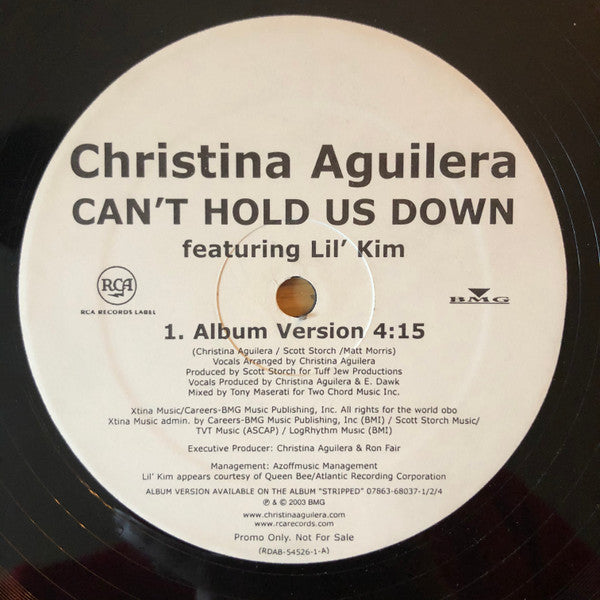 Christina Aguilera
CAN'T HOLD US DOWN
featuring Lil' Kim
RCA
RCA RECORDS LABEL
BMG
1. Album Version 4:15
(Christina Aguilera / Scott Storch /Matt Morris)
Vocals Arranged by Christina Aguilera
Produced by Scott Storch for Tuff Jew Productions
Vocals Produced by Christina Aguilera & E. Dawk
Mixed by Tony Maserati for Two Chord Music Inc.
Xtina Music/Careers-BMG Music Publishing, Inc. All rights for the world obo
Xtina Music admin. by Careers-BMG Music Publishing, Inc (BMI) / Scott Storch Music/
TVT Music (ASCAP) / LogRhythm Music (BMI)
Executive Producer: Christina Aguilera & Ron Fair
Management: Azoffmusic Management
Lil' Kim appears courtesy of Queen Bee/Atlantic Recording Corporation
ALBUM VERSION AVAILABLE ON THE ALBUM "STRIPPED" 07863-68037-1/2/4
℗ & © 2003 BMG
www.christinaaguilera.com
www.rcarecords.com
Promo Only. Not For Sale
(RDAB-54526-1-A)